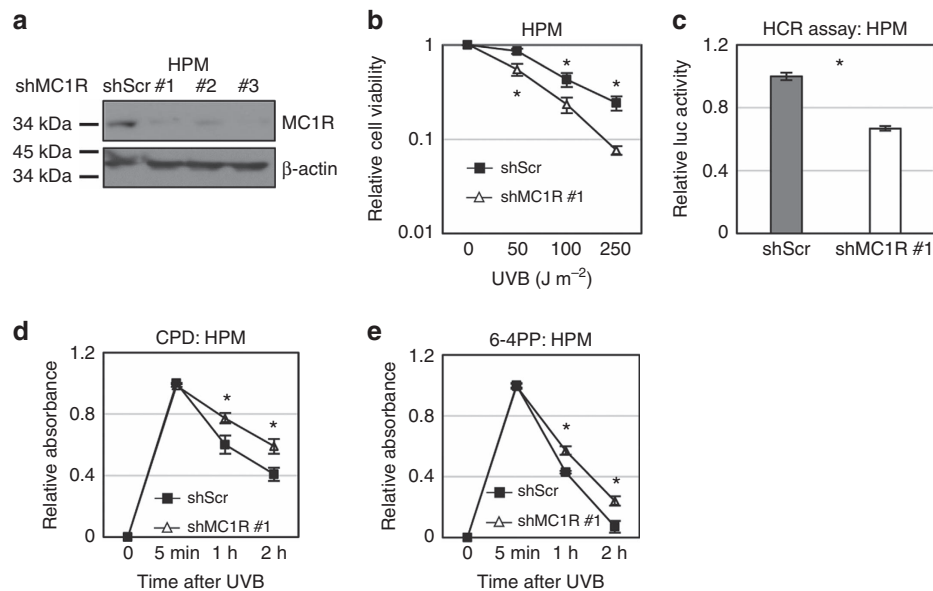 a
HPM
shMC1R shScr #1 #2 #3
34 kDa
MC1R
45 kDa
34 kDa
β-actin
b
HPM
Relative cell viability
1
0.1
0.01
*
*
*
shScr
shMC1R #1
0 50 100 250
UVB (J m⁻²)
c
HCR assay: HPM
Relative luc activity
1.2
0.8
0.4
0
*
shScr shMC1R #1
d
CPD: HPM
Relative absorbance
1.2
0.8
0.4
0
*
*
shScr
shMC1R #1
0 5 min 1 h 2 h
Time after UVB
e
6-4PP: HPM
Relative absorbance
1.2
0.8
0.4
0
*
*
shScr
shMC1R #1
0 5 min 1 h 2 h
Time after UVB